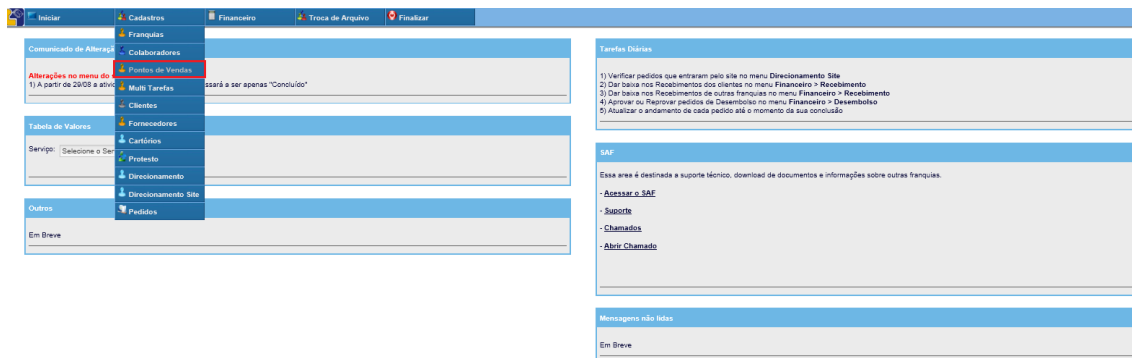 Iniciar
Cadastros
Financeiro
Troca de Arquivo
Finalizar
Franquias
Colaboradores
Pontos de Vendas
Multi Tarefas
Clientes
Fornecedores
Cartórios
Protesto
Direcionamento
Direcionamento Site
Pedidos
Comunicado de
Alterações no menu do
1) A partir de 29/08 a
ssará a ser apenas "Concluído"
Tabela de Valores
Serviço: Selecione o Ser
Outros
Em Breve
Tarefas Diárias
1) Verificar pedidos que entraram pelo site no menu Direcionamento Site
2) Dar baixa nos Recebimentos dos clientes no menu Financeiro > Recebimento
3) Dar baixa nos Recebimentos de outras franquias no menu Financeiro > Recebimento
4) Aprovar ou Reprovar pedidos de Desembolso no menu Financeiro > Desembolso
5) Atualizar o andamento de cada pedido até o momento da sua conclusão
SAF
Essa area é destinada a suporte técnico, download de documentos e informações sobre outras franquias.
- Acessar o SAF
- Suporte
- Chamados
- Abrir Chamado
Mensagens não lidas
Em Breve